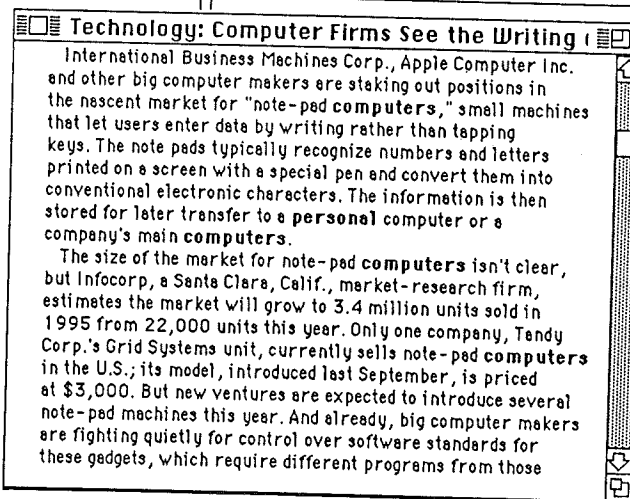 Technology: Computer Firms See the Writing
International Business Machines Corp., Apple Computer Inc.
and other big computer makers are staking out positions in
the nascent market for "note-pad computers," small machines
that let users enter data by writing rather than tapping
keys. The note pads typically recognize numbers and letters
printed on a screen with a special pen and convert them into
conventional electronic characters. The information is then
stored for later transfer to a personal computer or a
company's main computers.
The size of the market for note-pad computers isn't clear,
but Infocorp, a Santa Clara, Calif., market-research firm,
estimates the market will grow to 3.4 million units sold in
1995 from 22,000 units this year. Only one company, Tandy
Corp.'s Grid Systems unit, currently sells note-pad computers
in the U.S.; its model, introduced last September, is priced
at $3,000. But new ventures are expected to introduce several
note-pad machines this year. And already, big computer makers
are fighting quietly for control over software standards for
these gadgets, which require different programs from those